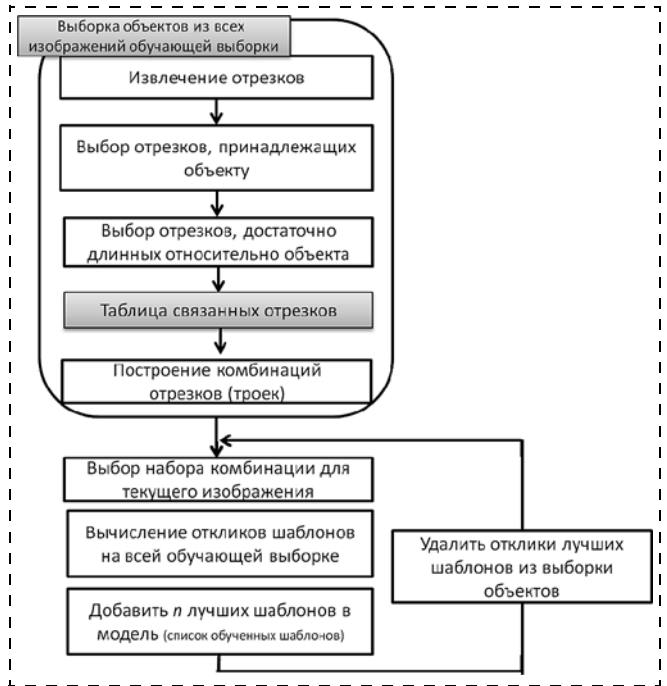 Выборка объектов из всех
изображений обучающей выборки
Извлечение отрезков
Выбор отрезков, принадлежащих
объекту
Выбор отрезков, достаточно
длинных относительно объекта
Таблица связанных отрезков
Построение комбинаций
отрезков (троек)
Выбор набора комбинации для
текущего изображения
Вычисление откликов шаблонов
на всей обучающей выборке
Добавить n лучших шаблонов в
модель (список обученных шаблонов)
Удалить отклики лучших
шаблонов из выборки
объектов